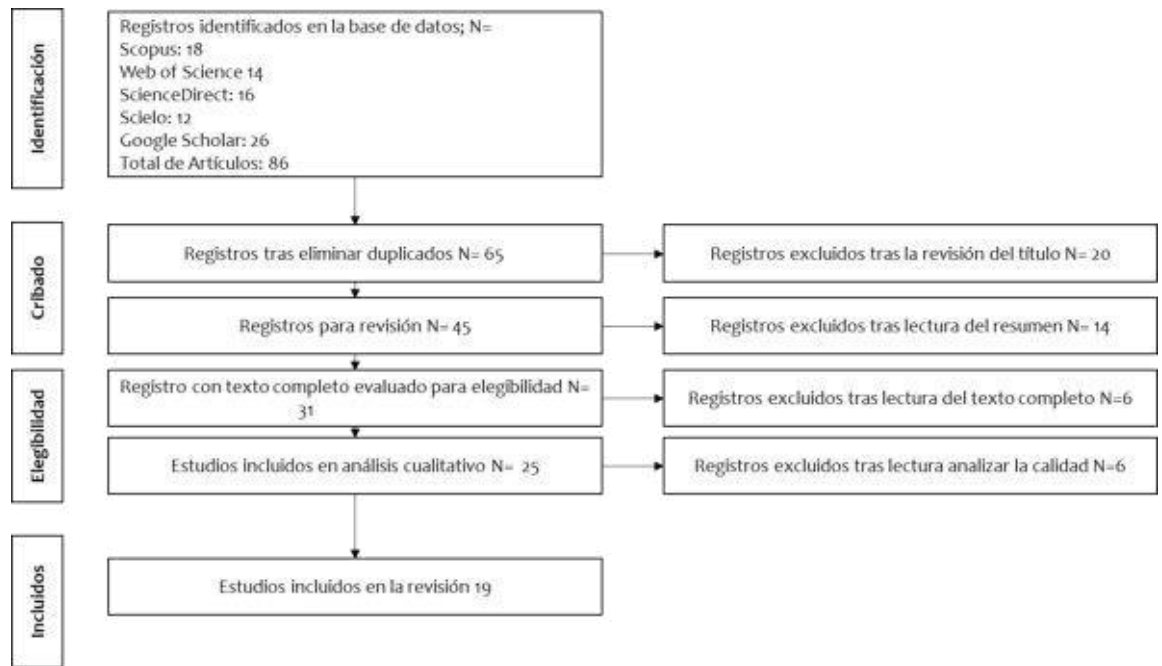 Identificación
Registros identificados en la base de datos; N=
Scopus: 18
Web of Science 14
ScienceDirect: 16
Scielo: 12
Google Scholar: 26
Total de Artículos: 86
Cribado
Registros tras eliminar duplicados N= 65
Registros excluidos tras la revisión del título N= 20
Registros para revisión N= 45
Registros excluidos tras lectura del resumen N= 14
Elegibilidad
Registro con texto completo evaluado para elegibilidad N=
31
Registros excluidos tras lectura del texto completo N=6
Estudios incluidos en análisis cualitativo N= 25
Registros excluidos tras lectura analizar la calidad N=6
Incluidos
Estudios incluidos en la revisión 19